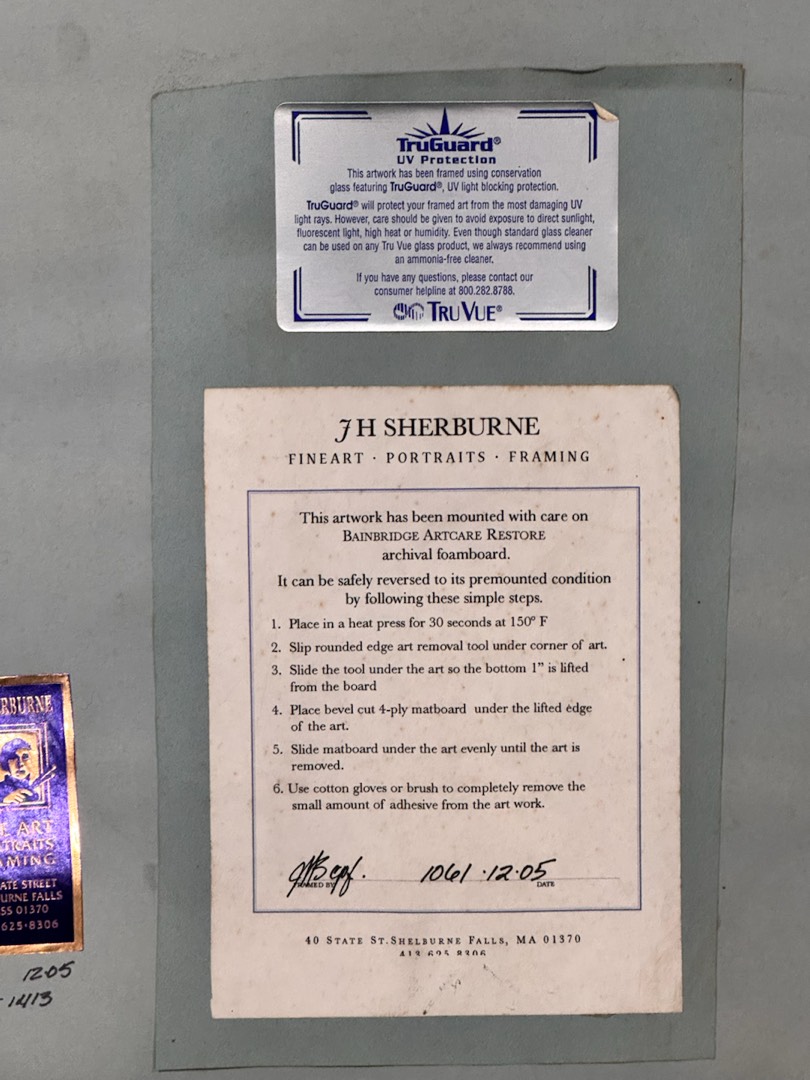 TruGuard®
UV Protection
This artwork has been framed using conservation
glass featuring TruGuard®, UV light blocking protection.
TruGuard® will protect your framed art from the most damaging UV
light rays. However, care should be given to avoid exposure to direct sunlight,
fluorescent light, high heat or humidity. Even though standard glass cleaner
can be used on any Tru Vue glass product, we always recommend using
an ammonia-free cleaner.
If you have any questions, please contact our
consumer helpline at 800.282.8788.
TRU VUE®
JH SHERBURNE
FINEART · PORTRAITS · FRAMING
This artwork has been mounted with care on
BAINBRIDGE ARTCARE RESTORE
archival foamboard.
It can be safely reversed to its premounted condition
by following these simple steps.
1. Place in a heat press for 30 seconds at 150° F
2. Slip rounded edge art removal tool under corner of art.
3. Slide the tool under the art so the bottom 1” is lifted
from the board
4. Place bevel cut 4-ply matboard under the lifted edge
of the art.
5. Slide matboard under the art evenly until the art is
removed.
6. Use cotton gloves or brush to completely remove the
small amount of adhesive from the art work.
1061 · 12·05
DATE
40 STATE ST. SHELBURNE FALLS, MA 01370
413 625 8306
RBURNE
E ART
TRAITS
AMING
ATE STREET
URNE FALLS
SS 01370
625•8306
1205
-1413